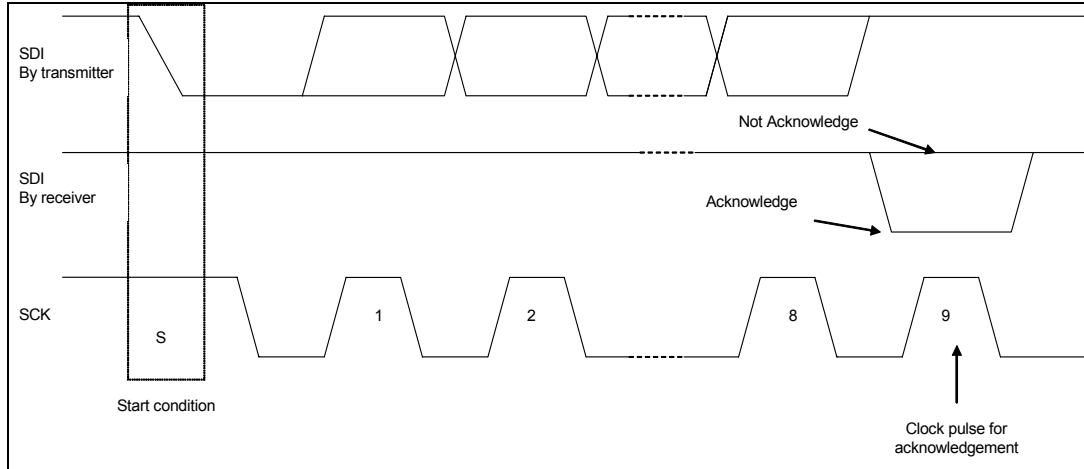 SDI
By transmitter
Not Acknowledge
SDI
By receiver
Acknowledge
SCK
S
1
2
8
9
Start condition
Clock pulse for
acknowledgement